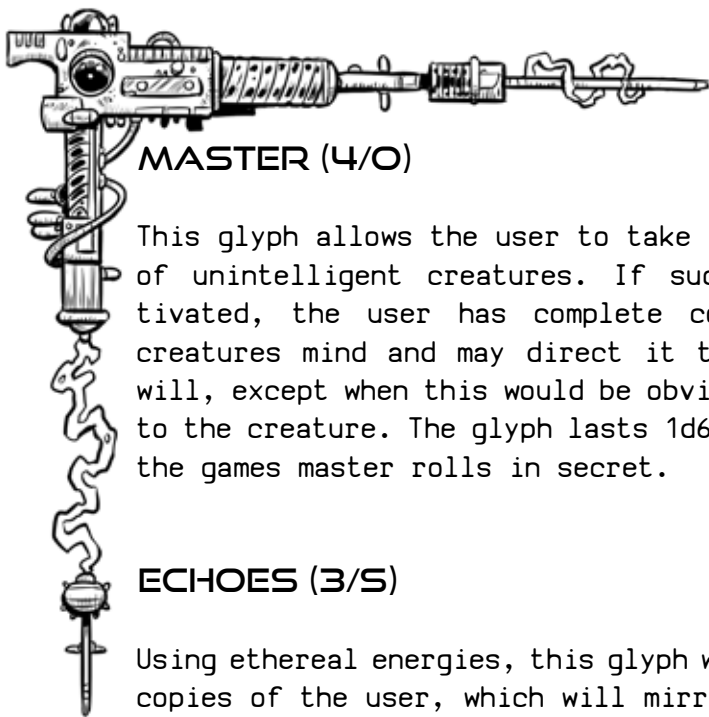 MASTER (4/O)
This glyph allows the user to take
of unintelligent creatures. If suc
tivated, the user has complete co
creatures mind and may direct it t
will, except when this would be obvi
to the creature. The glyph lasts 1d6
the games master rolls in secret.
ECHOES (3/S)
Using ethereal energies, this glyph w
copies of the user, which will mirr